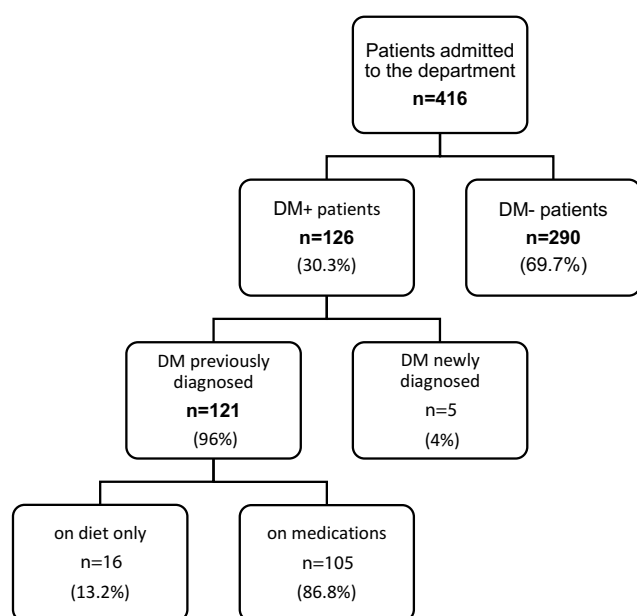 Patients admitted
to the department
n=416
DM+ patients
n=126
(30.3%)
DM- patients
n=290
(69.7%)
DM previously
diagnosed
n=121
(96%)
DM newly
diagnosed
n=5
(4%)
on diet only
n=16
(13.2%)
on medications
n=105
(86.8%)